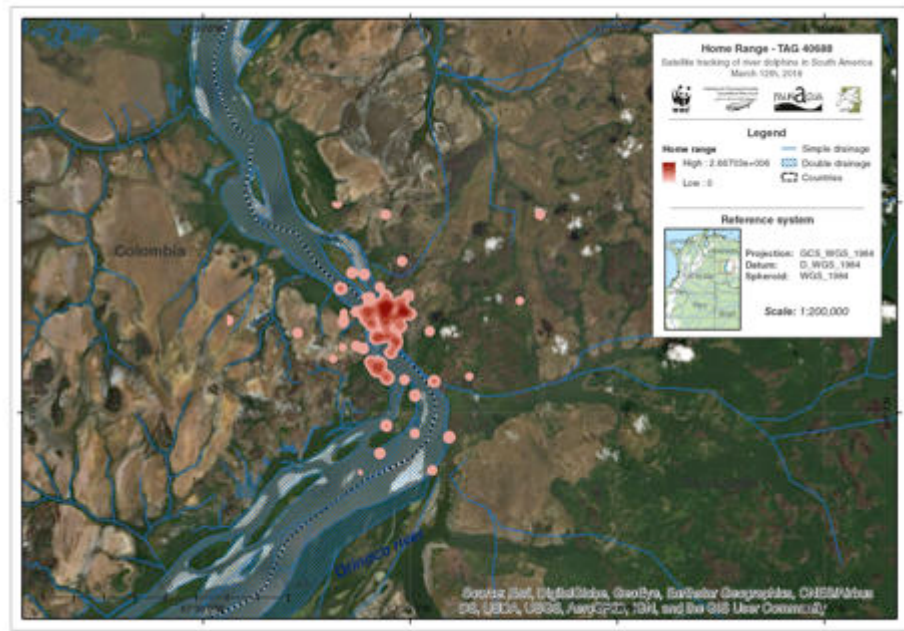 Home Range - TAG 40688
Satellite tracking of river dolphins in South America
March 12th, 2018
WWF
Legend
Home range
High : 2.66703e+006
Low : 0
Simple drainage
Double drainage
Countries
Reference system
Projection: GCS_WGS_1984
Datum: D_WGS_1984
Spheroid: WGS_1984
Scale: 1:200,000
Colombia
Orinoco river
Source: Esri, DigitalGlobe, GeoEye, Earthstar Geographics, CNES/Airbus
DS, USDA, USGS, AeroGRID, IGN, and the GIS User Community